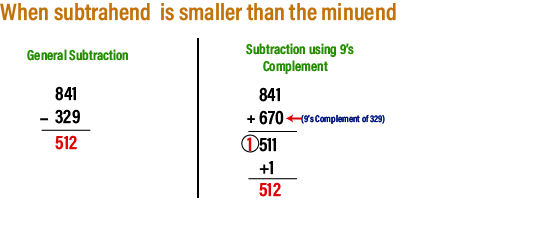 When subtrahend is smaller than the minuend
General Subtraction
841
– 329
512
Subtraction using 9's
Complement
841
+ 670 (9's Complement of 329)
1 511
+1
512